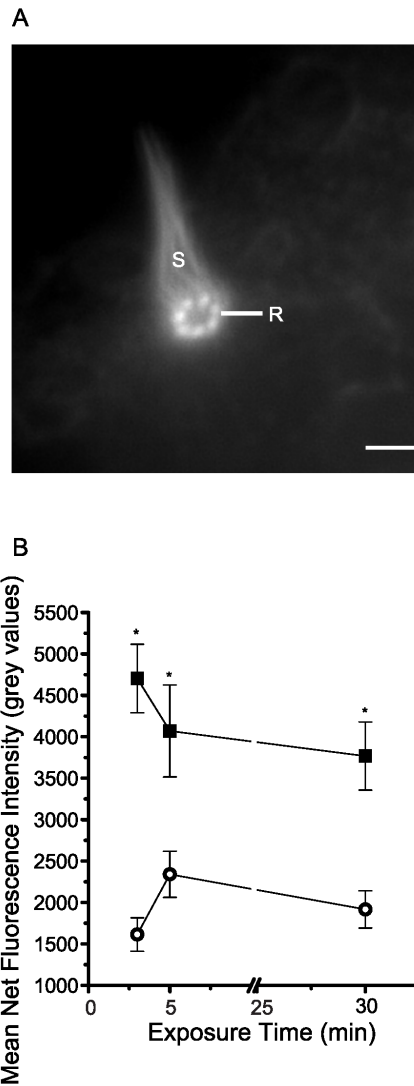 A
S
R
B
Mean Net Fluorescence Intensity (grey values)
5500
5000
4500
4000
3500
3000
2500
2000
1500
1000
*
*
*
0
5
25
30
Exposure Time (min)